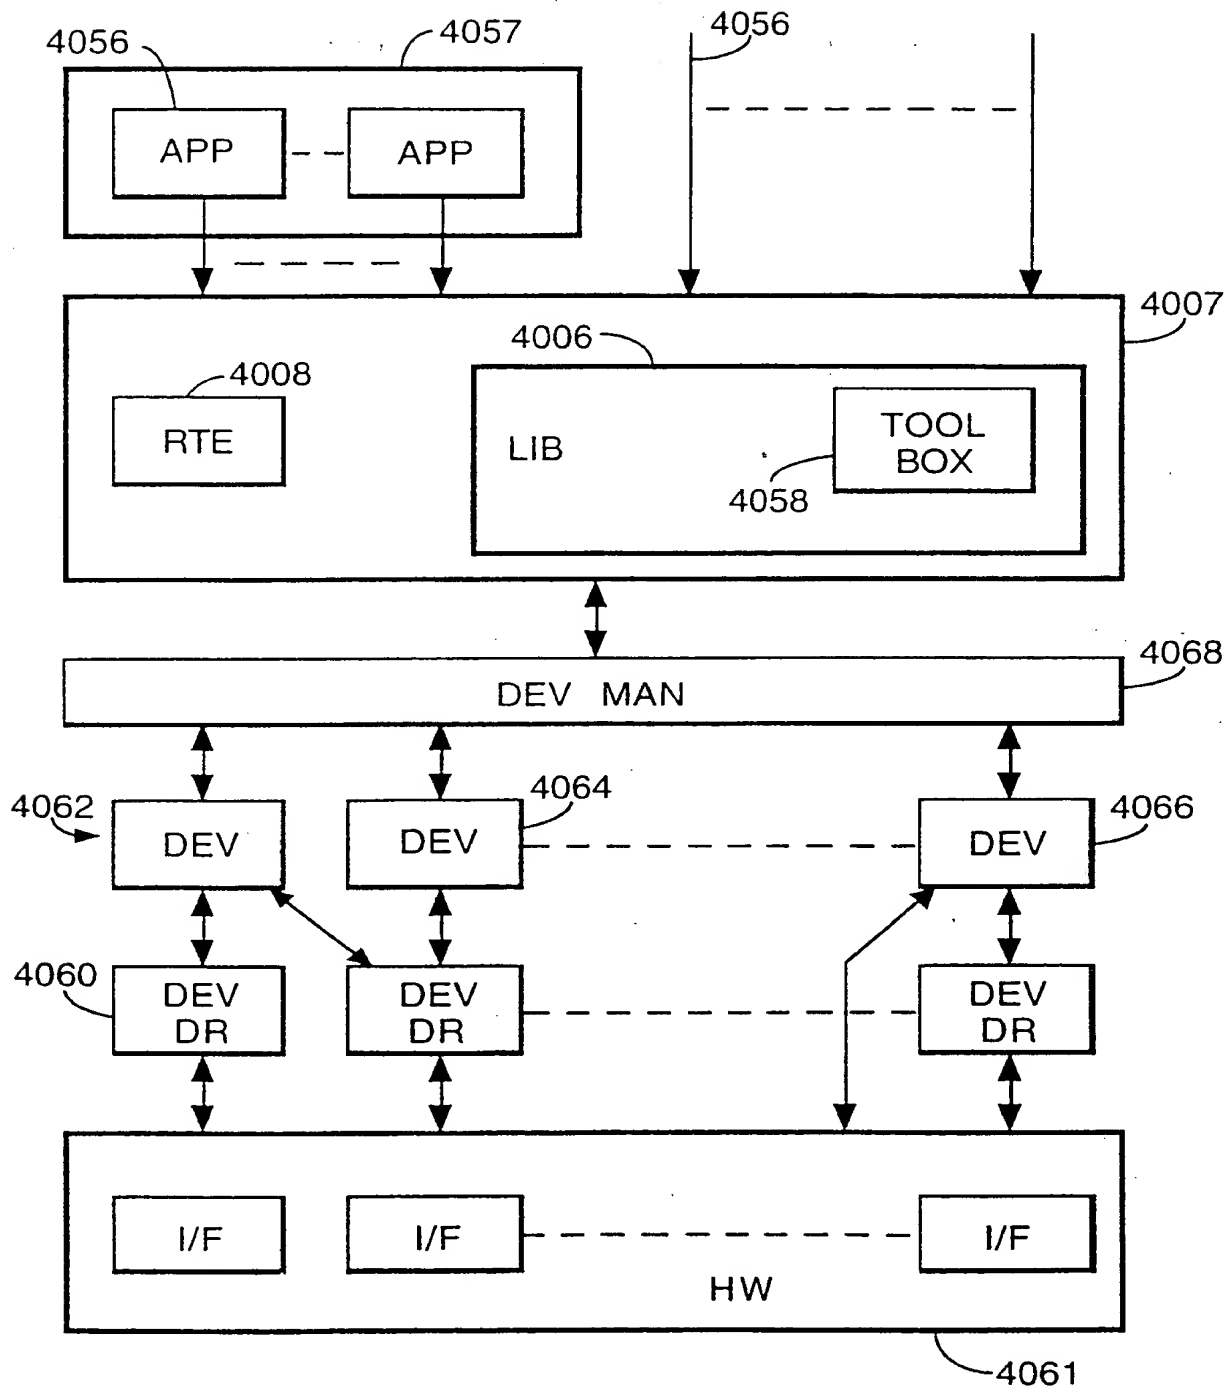 4056
4057
4056
APP
APP
4007
4006
4008
RTE
LIB
TOOL
BOX
4058
4068
DEV MAN
4062
4064
4066
DEV
DEV
DEV
4060
DEV
DR
DEV
DR
DEV
DR
I/F
I/F
I/F
HW
4061